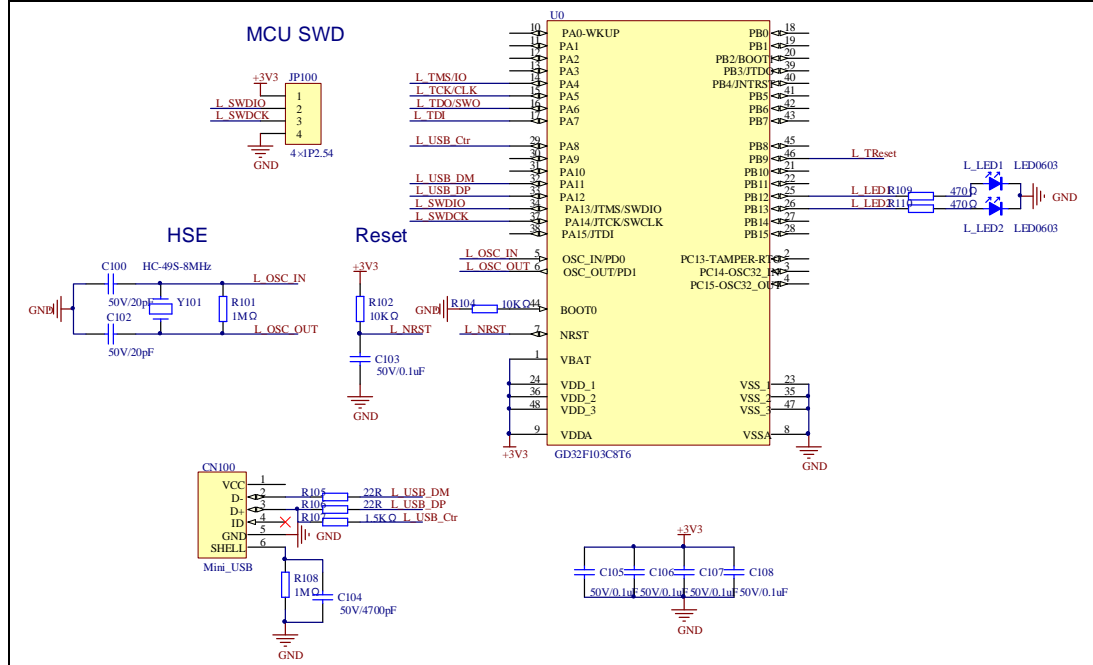 MCU SWD
JP100
+3V3
L_SWDIO
L_SWDCK
1
2
3
4
GND
4×1P2.54
HSE
C100
HC-49S-8MHz
L_OSC_IN
50V/20pF
Y101
R101
1MΩ
GND
C102
L_OSC_OUT
50V/20pF
Reset
+3V3
R102
10KΩ
L_NRST
C103
50V/0.1uF
GND
U0
10 PA0-WKUP
11 PA1
12 PA2
13 PA3
L_TMS/IO 14 PA4
L_TCK/CLK 15 PA5
L_TDO/SWO 16 PA6
L_TDI 17 PA7
L_USB_Ctr 29 PA8
30 PA9
31 PA10
L_USB_DM 32 PA11
L_USB_DP 33 PA12
L_SWDIO 34 PA13/JTMS/SWDIO
L_SWDCK 37 PA14/JTCK/SWCLK
38 PA15/JTDI
L_OSC_IN 5 OSC_IN/PD0
L_OSC_OUT 6 OSC_OUT/PD1
GND R104 10KΩ 44 BOOT0
L_NRST 7 NRST
1 VBAT
24 VDD_1
36 VDD_2
48 VDD_3
9 VDDA
+3V3
PB0 18
PB1 19
PB2/BOOT1 20
PB3/JTDO 39
PB4/JNTRST 40
PB5 41
PB6 42
PB7 43
PB8 45
PB9 46 L_TReset
PB10 21
PB11 22
PB12 25 L_LED1 R109 470Ω
PB13 26 L_LED2 R110 470Ω
PB14 27
PB15 28
PC13-TAMPER-RTC 2
PC14-OSC32_IN 3
PC15-OSC32_OUT 4
VSS_1 23
VSS_2 35
VSS_3 47
VSSA 8
GND
GD32F103C8T6
L_LED1 LED0603
GND
L_LED2 LED0603
CN100
VCC 1
D- 2 R105 22R L_USB_DM
D+ 3 R106 22R L_USB_DP
ID 4 R107 1.5KΩ L_USB_Ctr
GND 5 GND
SHELL 6
Mini_USB
R108
1MΩ
C104
50V/4700pF
GND
+3V3
C105 C106 C107 C108
50V/0.1uF 50V/0.1uF 50V/0.1uF 50V/0.1uF
GND